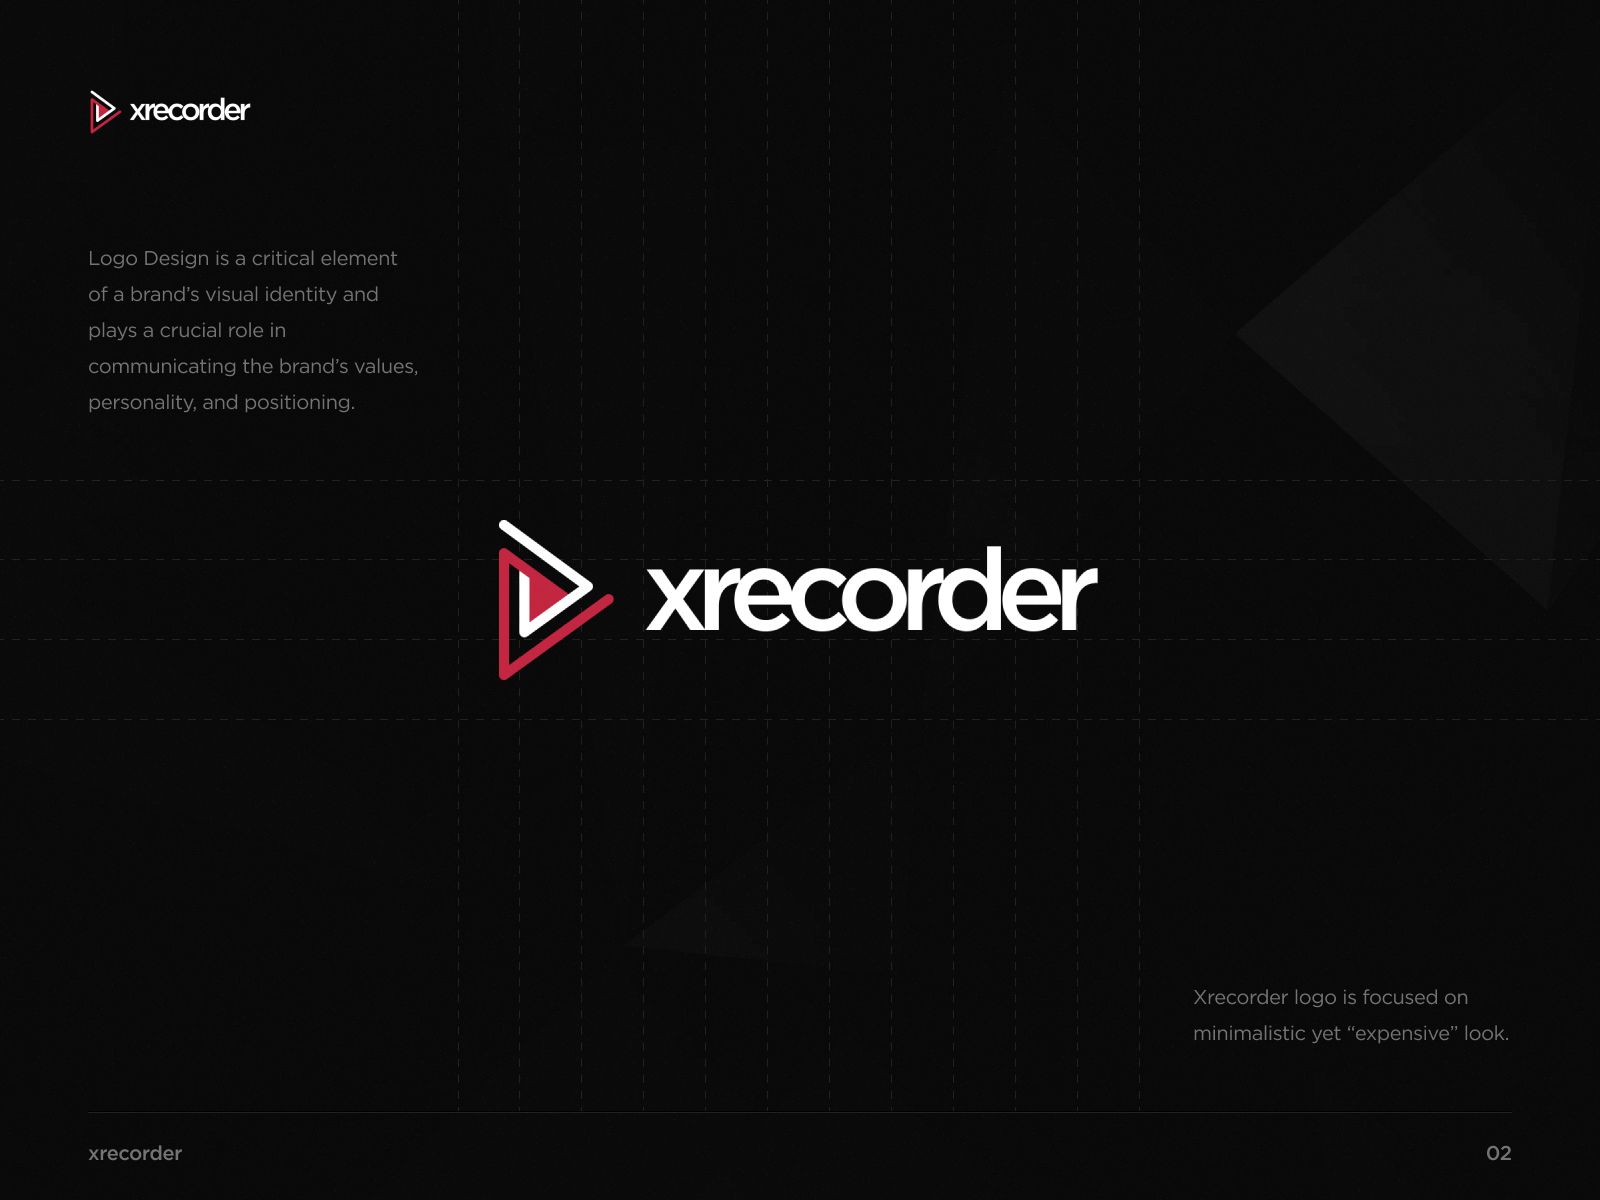 xrecorder
Logo Design is a critical element
of a brand’s visual identity and
plays a crucial role in
communicating the brand’s values,
personality, and positioning.
xrecorder
Xrecorder logo is focused on
minimalistic yet “expensive” look.
xrecorder
02